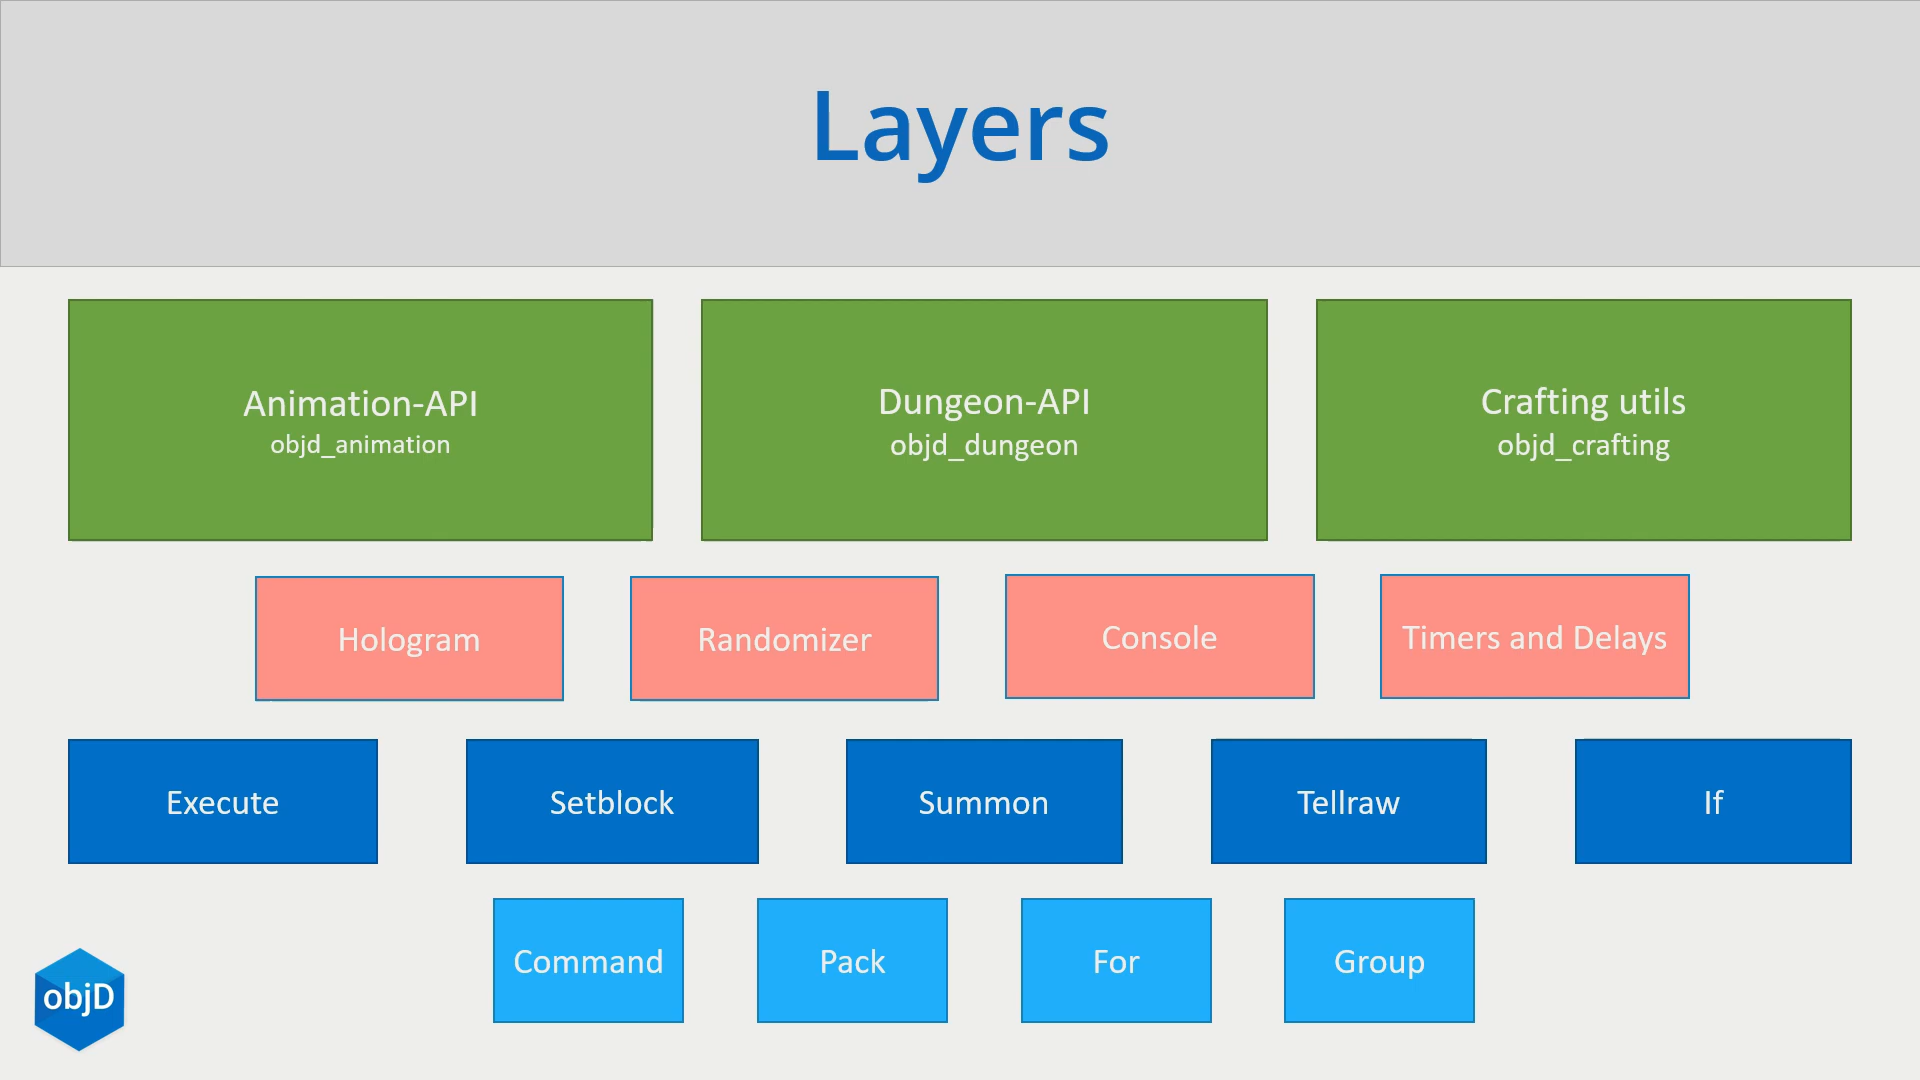 Layers
Animation-API
objd_animation
Dungeon-API
objd_dungeon
Crafting utils
objd_crafting
Hologram
Randomizer
Console
Timers and Delays
Execute
Setblock
Summon
Tellraw
If
Command
Pack
For
Group
objD